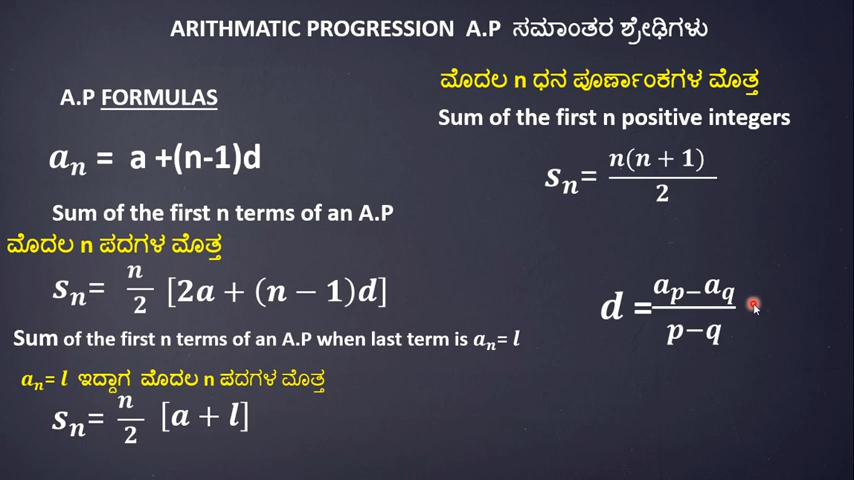 ARITHMATIC PROGRESSION A.P ಸಮಾಂತರ ಶ್ರೇಢಿಗಳು
A.P FORMULAS
aₙ = a +(n-1)d
Sum of the first n terms of an A.P
ಮೊದಲ n ಪದಗಳ ಮೊತ್ತ
sₙ= n/2 [2a + (n − 1)d]
Sum of the first n terms of an A.P when last term is aₙ= l
aₙ= l ಇದ್ದಾಗ ಮೊದಲ n ಪದಗಳ ಮೊತ್ತ
sₙ= n/2 [a + l]
ಮೊದಲ n ಧನ ಪೂರ್ಣಾಂಕಗಳ ಮೊತ್ತ
Sum of the first n positive integers
sₙ= n(n + 1)/2
d = (a_p − a_q)/(p − q)